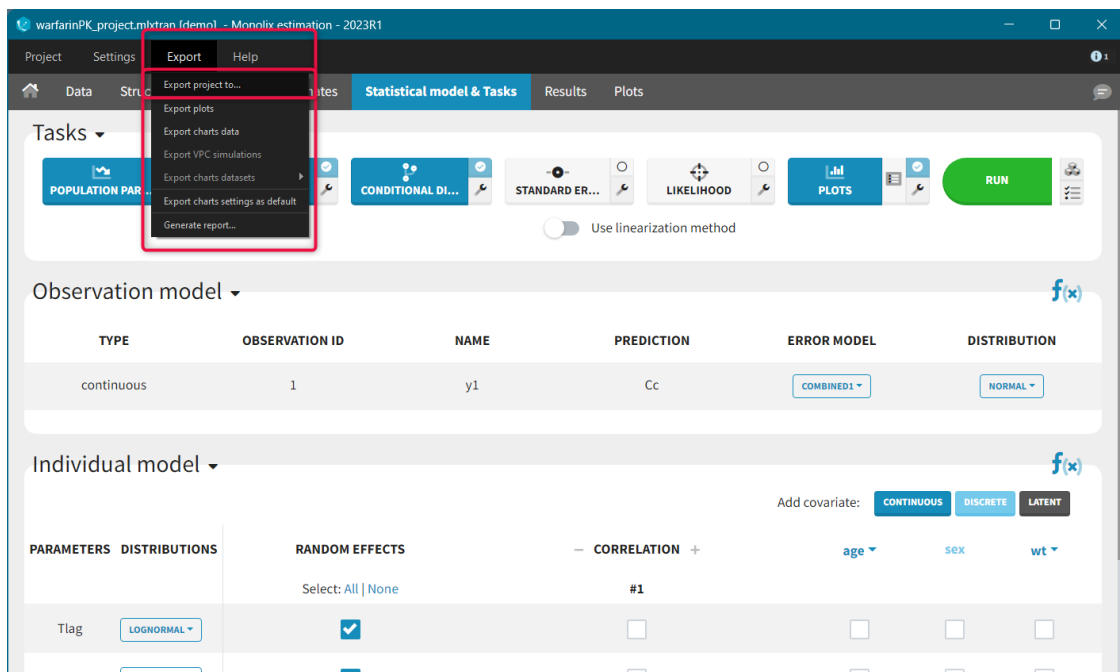 warfarinPK_project.mlxtran [demo] - Monolix estimation - 2023R1
Project Settings Export Help 1
Data Struc ates Statistical model & Tasks Results Plots
Export project to...
Export plots
Export charts data
Export VPC simulations
Export charts datasets
Export charts settings as default
Generate report...
Tasks
POPULATION PAR... CONDITIONAL DI... STANDARD ER... LIKELIHOOD PLOTS RUN
Use linearization method
Observation model f(x)
TYPE OBSERVATION ID NAME PREDICTION ERROR MODEL DISTRIBUTION
continuous 1 y1 Cc COMBINED1 NORMAL
Individual model f(x)
Add covariate: CONTINUOUS DISCRETE LATENT
PARAMETERS DISTRIBUTIONS RANDOM EFFECTS − CORRELATION + age sex wt
Select: All | None #1
Tlag LOGNORMAL